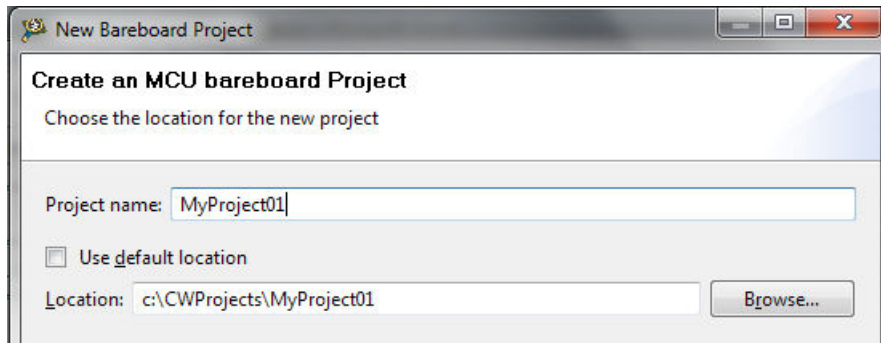 New Bareboard Project
Create an MCU bareboard Project
Choose the location for the new project
Project name: MyProject01
Use default location
Location: c:\CWProjects\MyProject01 Browse...